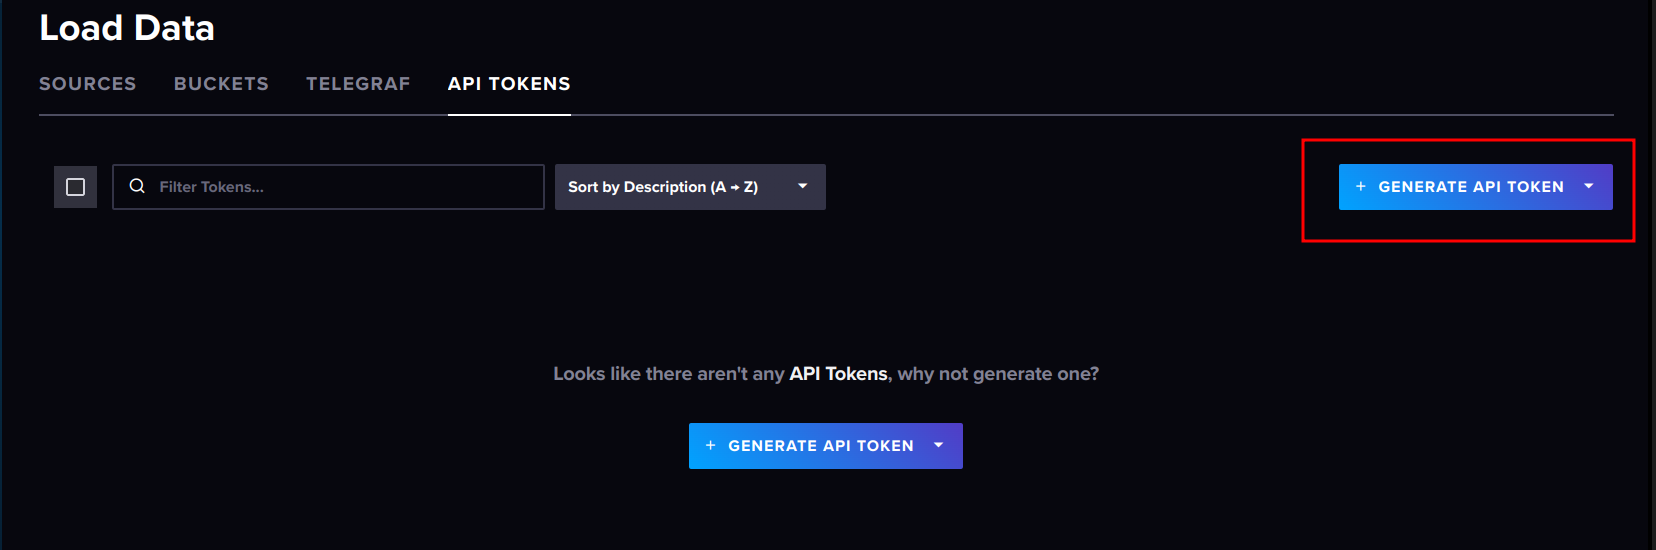 Load Data
SOURCES BUCKETS TELEGRAF API TOKENS
Filter Tokens... Sort by Description (A → Z) + GENERATE API TOKEN
Looks like there aren't any API Tokens, why not generate one?
+ GENERATE API TOKEN